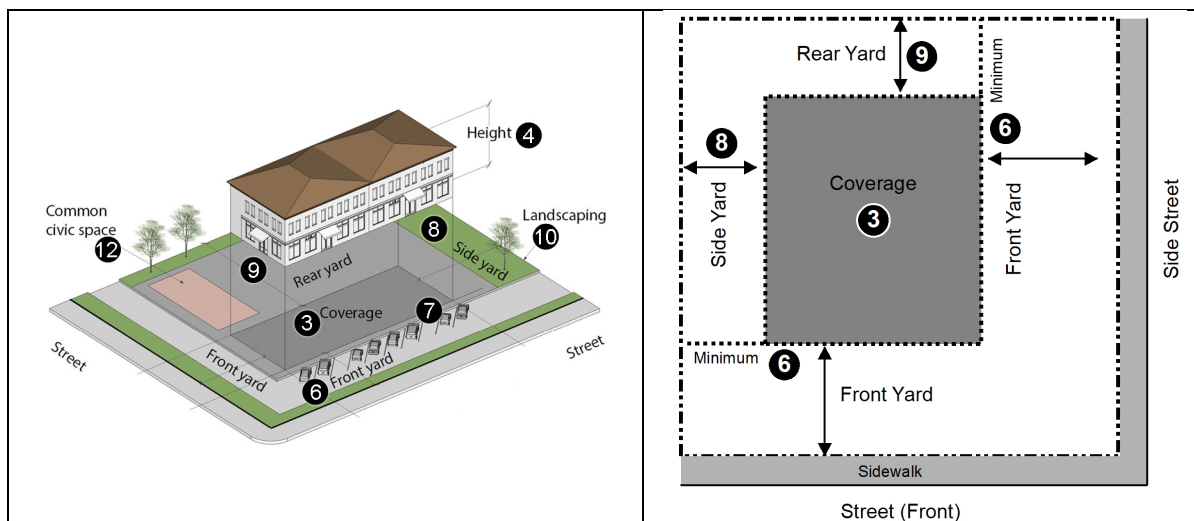 Height 4
Common
civic space
12
Landscaping
10
8
Side yard
9
Rear yard
3 Coverage
7
Street
Front yard
6
Front yard
Street
Rear Yard 9
Minimum
6
8
Side Yard
Coverage
3
Front Yard
Side Street
Minimum 6
Front Yard
Sidewalk
Street (Front)